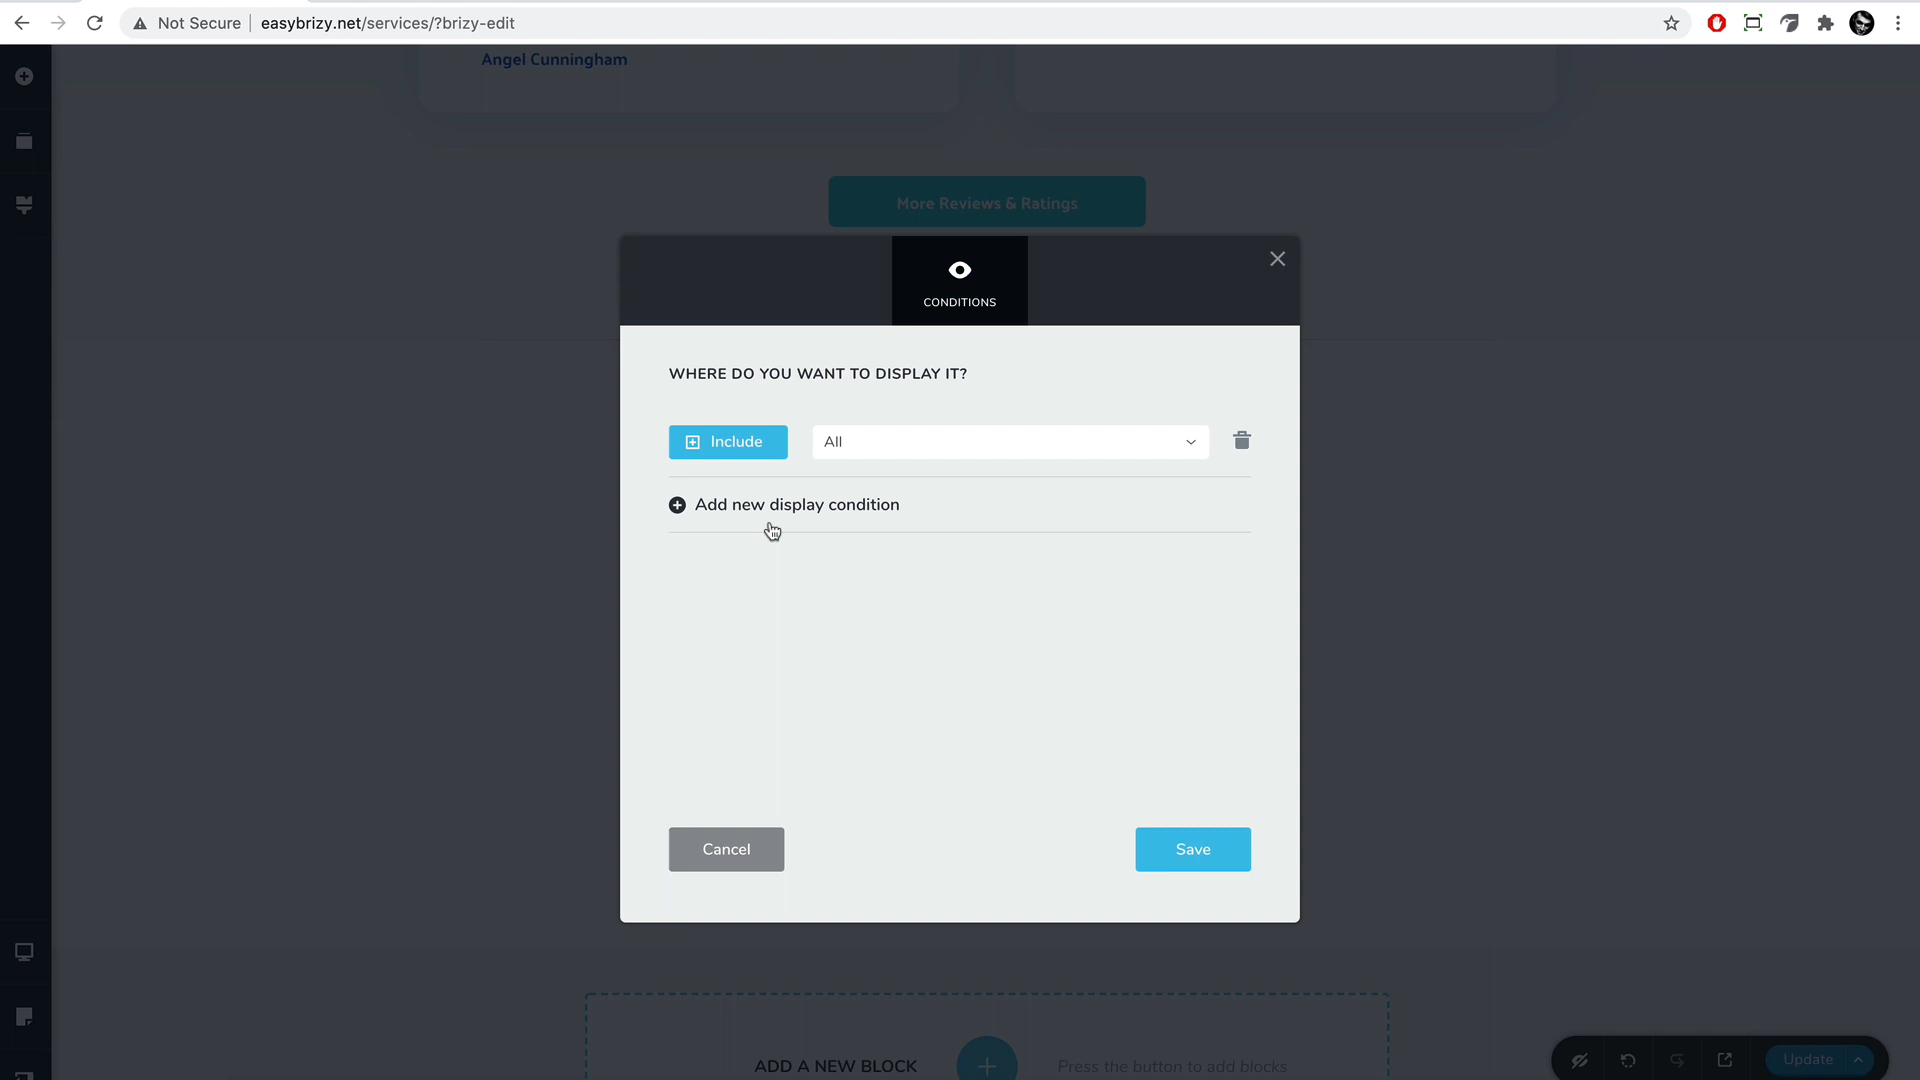 Not Secure easybrizy.net/services/?brizy-edit
Angel Cunningham
More Reviews & Ratings
CONDITIONS
WHERE DO YOU WANT TO DISPLAY IT?
Include All
Add new display condition
Cancel Save
ADD A NEW BLOCK Press the button to add blocks
Update